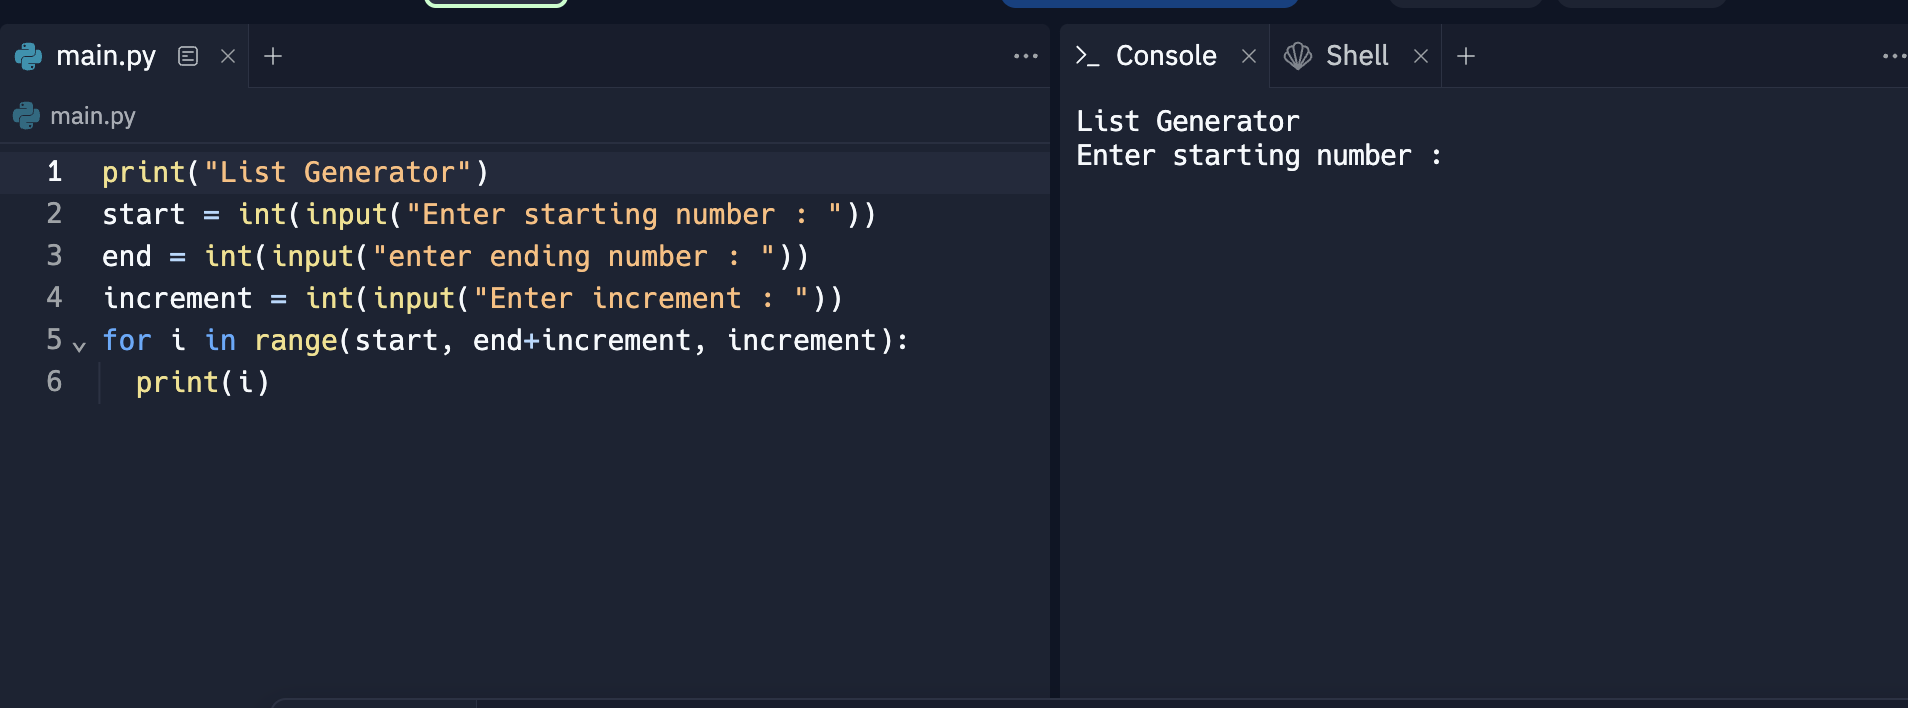 main.py
main.py
1 print("List Generator")
2 start = int(input("Enter starting number : "))
3 end = int(input("enter ending number : "))
4 increment = int(input("Enter increment : "))
5 for i in range(start, end+increment, increment):
6   print(i)
Console
Shell
List Generator
Enter starting number :